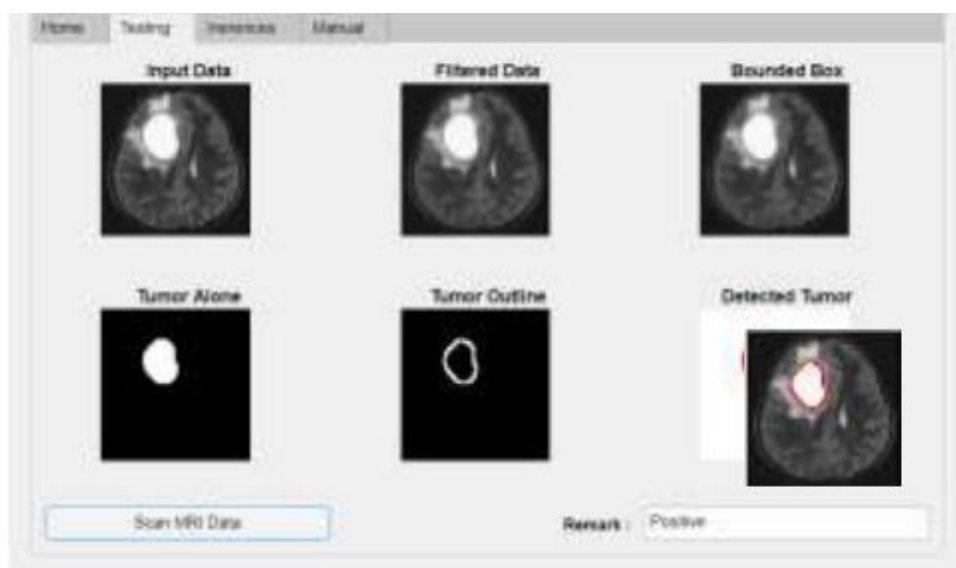 Home Testing Inferences Manual
Input Data Filtered Data Bounded Box
Tumor Alone Tumor Outline Detected Tumor
Scan MRI Data Remark : Positive